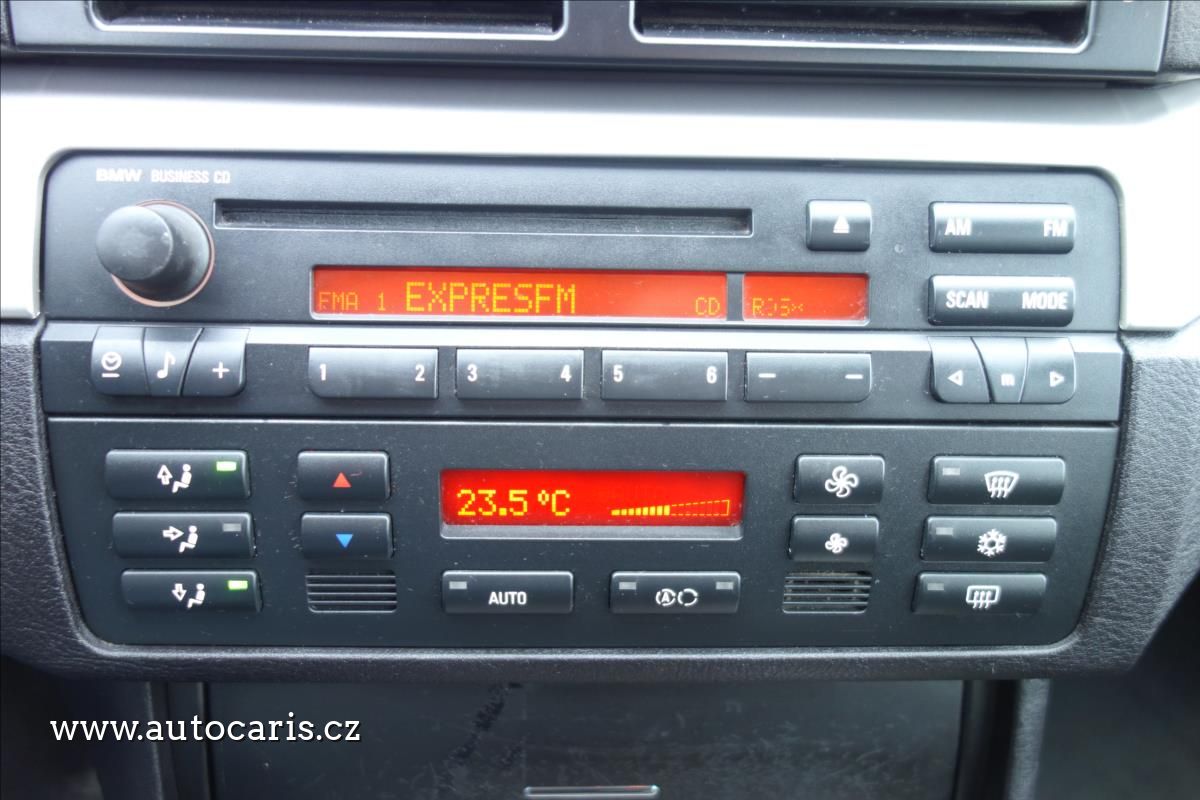 BMW BUSINESS CD
AM FM
FMA 1 EXPRESFM CD
SCAN MODE
+ 1 2 3 4 5 6 – – m
23.5 ºC
AUTO
A
www.autocaris.cz